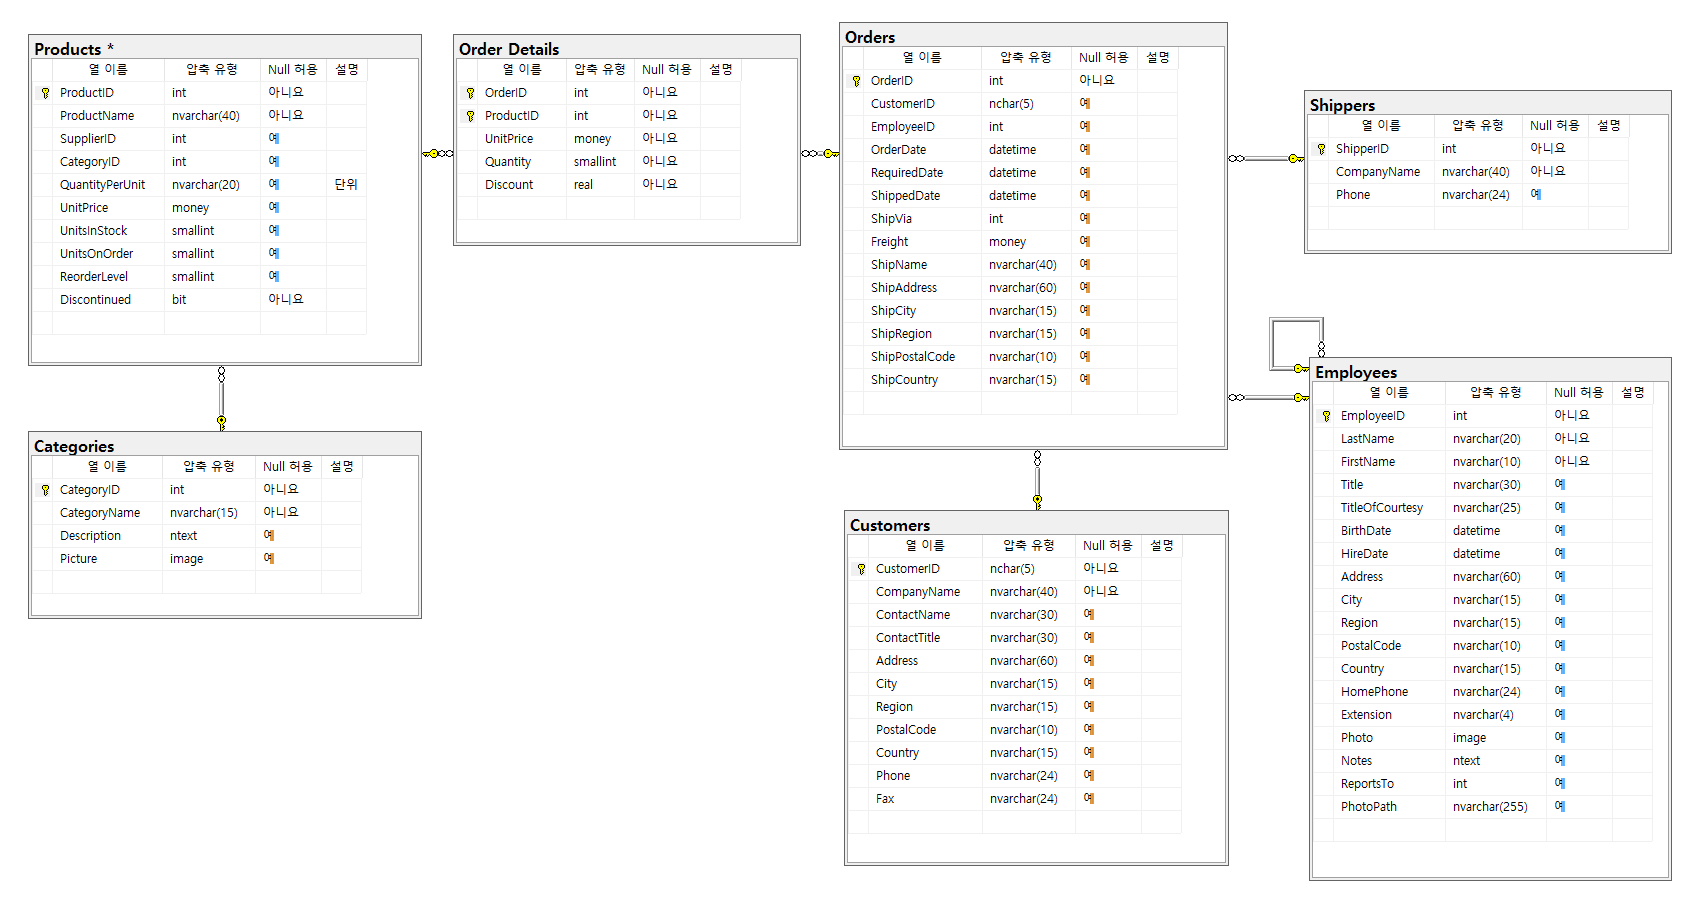 Products *
열 이름 압축 유형 Null 허용 설명
ProductID int 아니요
ProductName nvarchar(40) 아니요
SupplierID int 예
CategoryID int 예
QuantityPerUnit nvarchar(20) 예 단위
UnitPrice money 예
UnitsInStock smallint 예
UnitsOnOrder smallint 예
ReorderLevel smallint 예
Discontinued bit 아니요
Order Details
열 이름 압축 유형 Null 허용 설명
OrderID int 아니요
ProductID int 아니요
UnitPrice money 아니요
Quantity smallint 아니요
Discount real 아니요
Orders
열 이름 압축 유형 Null 허용 설명
OrderID int 아니요
CustomerID nchar(5) 예
EmployeeID int 예
OrderDate datetime 예
RequiredDate datetime 예
ShippedDate datetime 예
ShipVia int 예
Freight money 예
ShipName nvarchar(40) 예
ShipAddress nvarchar(60) 예
ShipCity nvarchar(15) 예
ShipRegion nvarchar(15) 예
ShipPostalCode nvarchar(10) 예
ShipCountry nvarchar(15) 예
Shippers
열 이름 압축 유형 Null 허용 설명
ShipperID int 아니요
CompanyName nvarchar(40) 아니요
Phone nvarchar(24) 예
Categories
열 이름 압축 유형 Null 허용 설명
CategoryID int 아니요
CategoryName nvarchar(15) 아니요
Description ntext 예
Picture image 예
Customers
열 이름 압축 유형 Null 허용 설명
CustomerID nchar(5) 아니요
CompanyName nvarchar(40) 아니요
ContactName nvarchar(30) 예
ContactTitle nvarchar(30) 예
Address nvarchar(60) 예
City nvarchar(15) 예
Region nvarchar(15) 예
PostalCode nvarchar(10) 예
Country nvarchar(15) 예
Phone nvarchar(24) 예
Fax nvarchar(24) 예
Employees
열 이름 압축 유형 Null 허용 설명
EmployeeID int 아니요
LastName nvarchar(20) 아니요
FirstName nvarchar(10) 아니요
Title nvarchar(30) 예
TitleOfCourtesy nvarchar(25) 예
BirthDate datetime 예
HireDate datetime 예
Address nvarchar(60) 예
City nvarchar(15) 예
Region nvarchar(15) 예
PostalCode nvarchar(10) 예
Country nvarchar(15) 예
HomePhone nvarchar(24) 예
Extension nvarchar(4) 예
Photo image 예
Notes ntext 예
ReportsTo int 예
PhotoPath nvarchar(255) 예